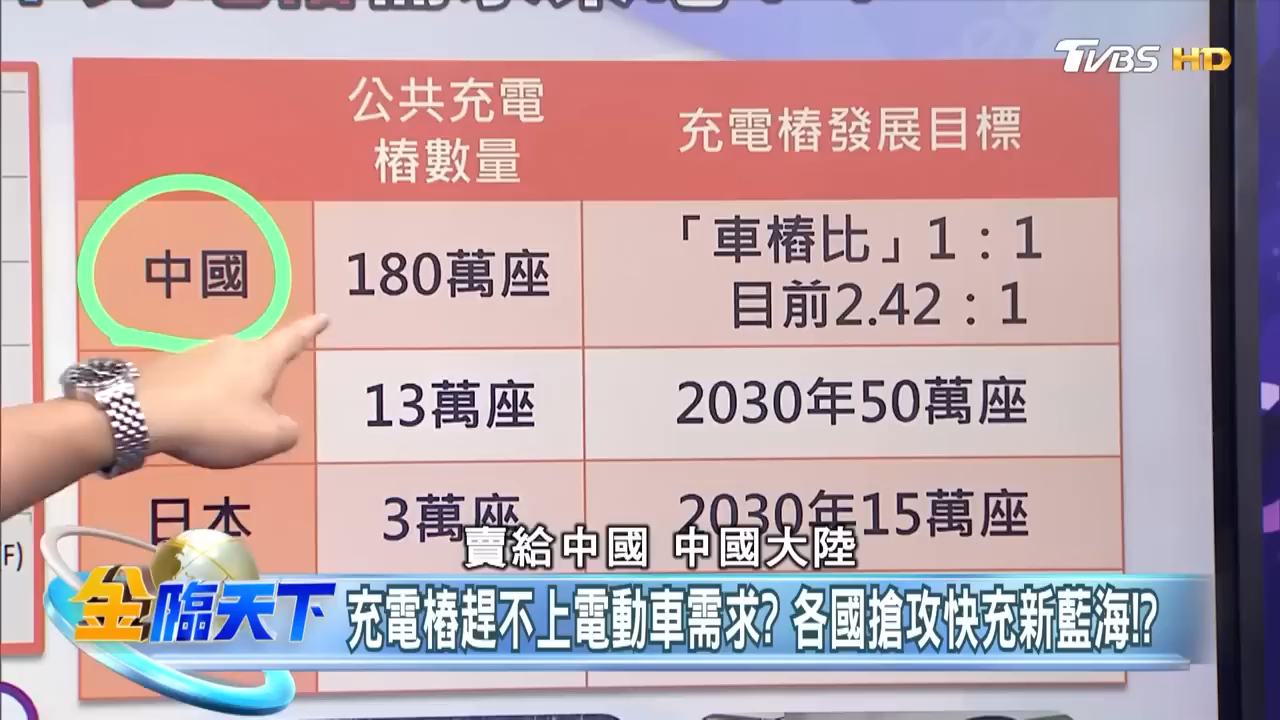 TVBS HD
公共充電
樁數量
充電樁發展目標
中國
180萬座
「車樁比」1：1
目前2.42：1
13萬座
2030年50萬座
日本
3萬座
2030年15萬座
F)
賣給中國 中國大陸
金臨天下
充電樁趕不上電動車需求? 各國搶攻快充新藍海!?